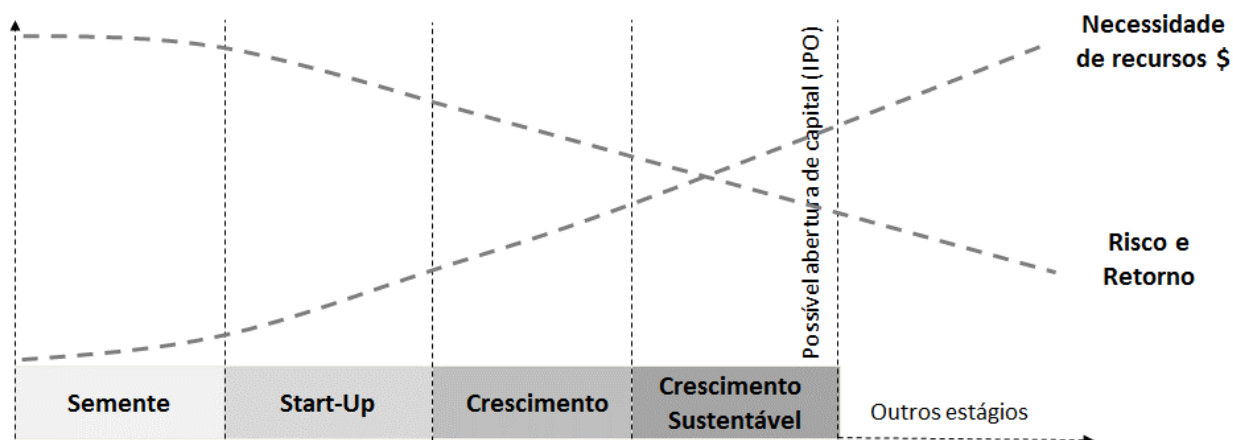 Necessidade
de recursos $
Possível abertura de capital (IPO)
Risco e
Retorno
Semente
Start-Up
Crescimento
Crescimento
Sustentável
Outros estágios